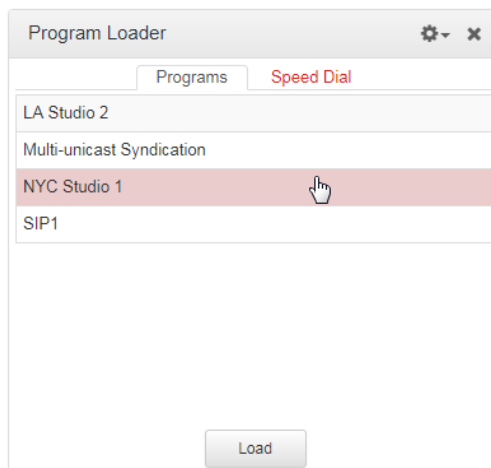 Program Loader
Programs Speed Dial
LA Studio 2
Multi-unicast Syndication
NYC Studio 1
SIP1
Load